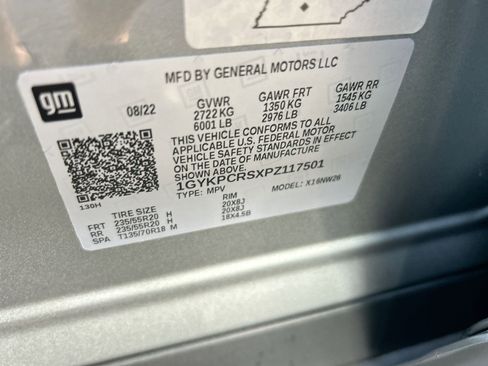 MFD BY GENERAL MOTORS LLC
gm
08/22 GVWR GAWR FRT GAWR RR
2722 KG 1350 KG 1545 KG
6001 LB 2976 LB 3406 LB
THIS VEHICLE CONFORMS TO ALL
APPLICABLE U.S. FEDERAL MOTOR
VEHICLE SAFETY STANDARDS IN EFFECT
ON THE DATE OF MANUFACTURE
SHOWN ABOVE.
1GYKPCRSXPZ117501
TYPE: MPV MODEL: X16NW26
130H
TIRE SIZE RIM
FRT 235/55R20 H 20X8J
RR 235/55R20 H 20X8J
SPA T135/70R18 M 18X4.5B